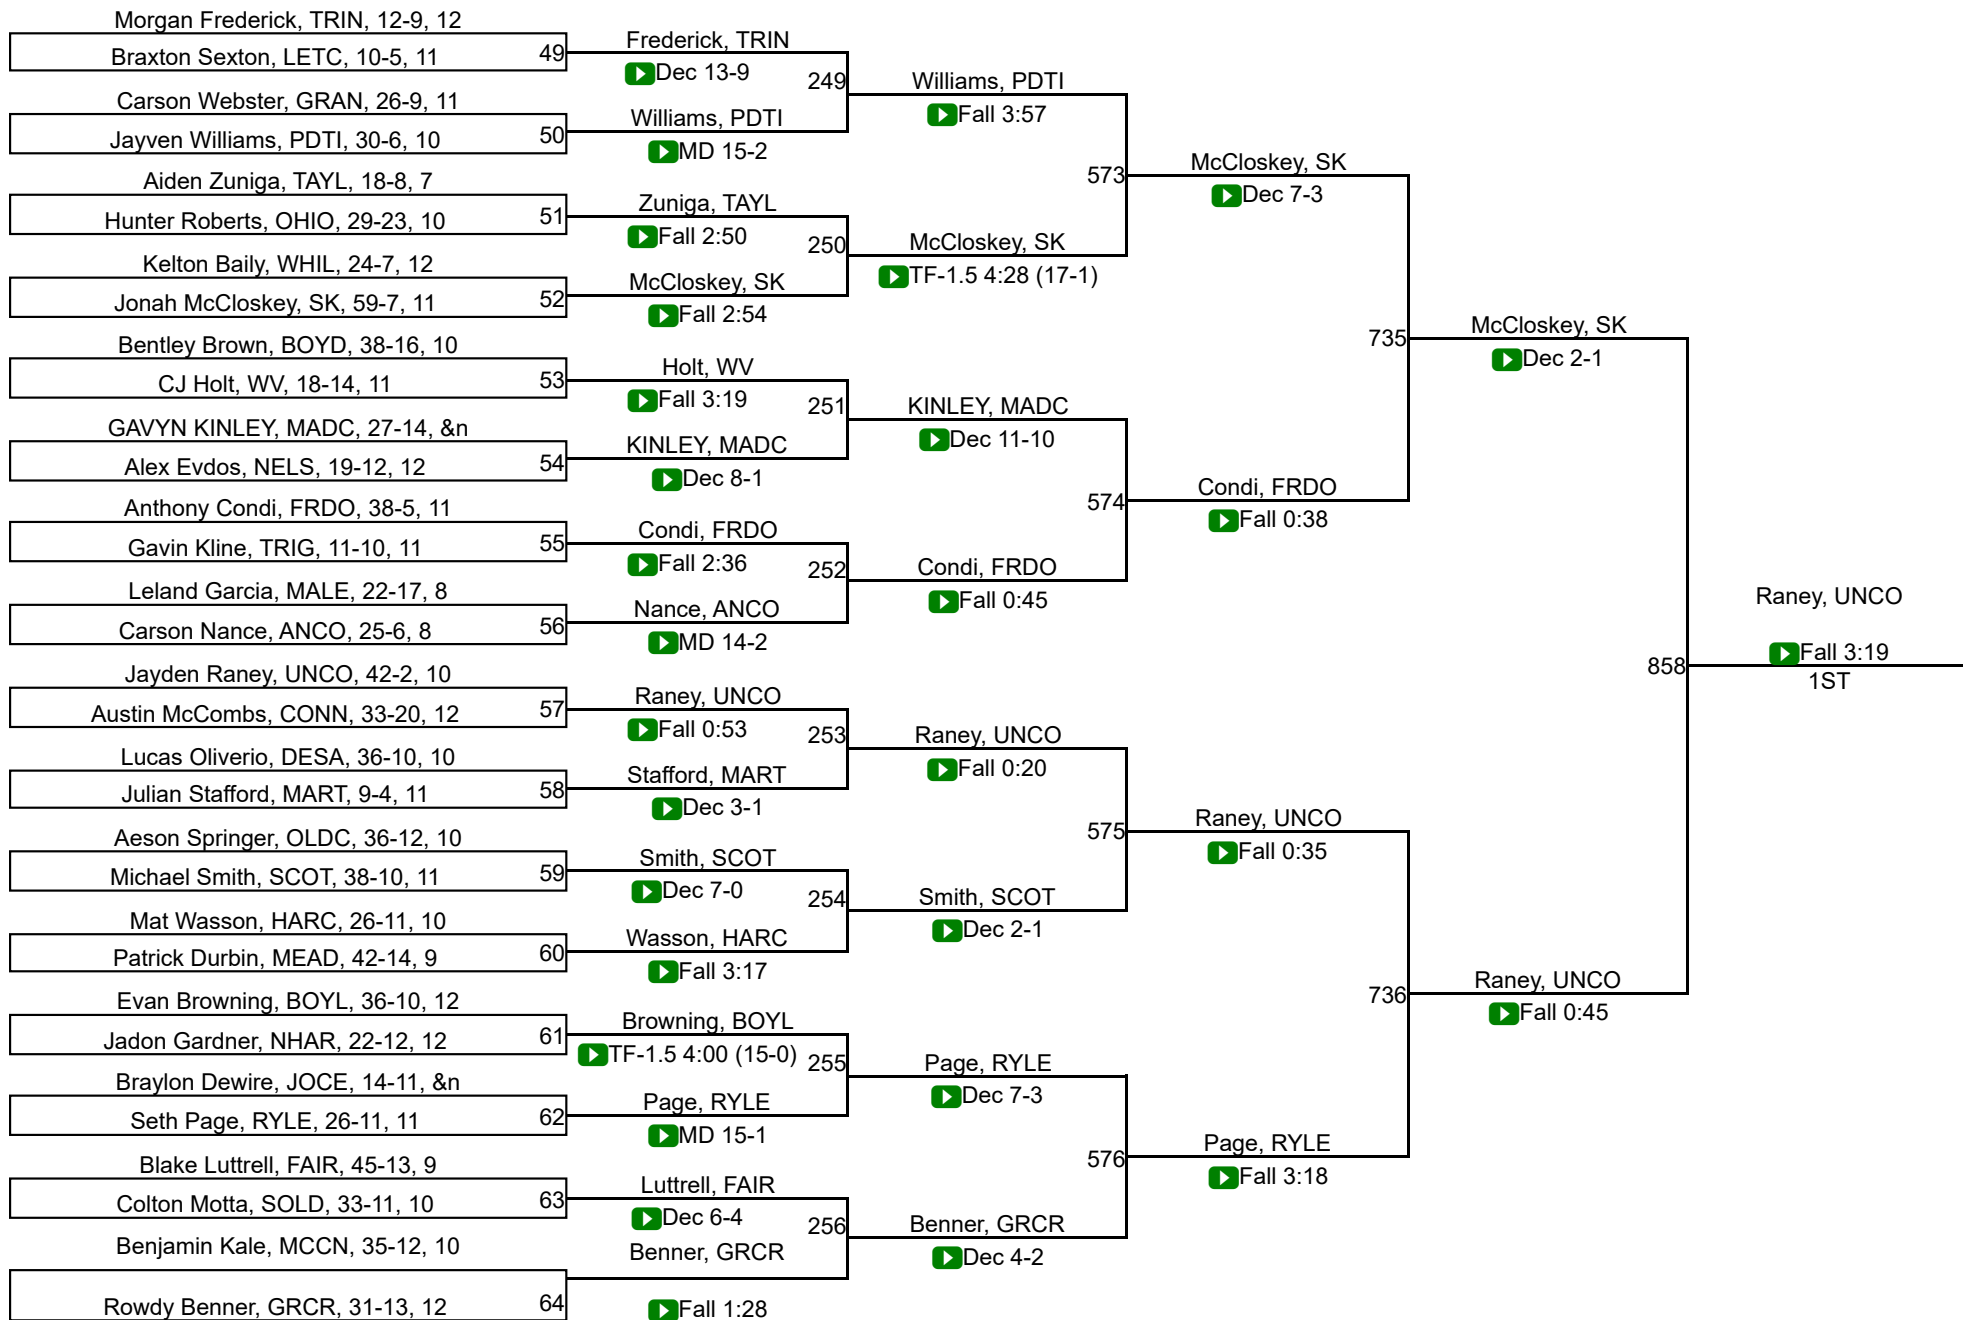 Morgan Frederick, TRIN, 12-9, 12
Braxton Sexton, LETC, 10-5, 11
49
Carson Webster, GRAN, 26-9, 11
Jayven Williams, PDTI, 30-6, 10
50
Aiden Zuniga, TAYL, 18-8, 7
Hunter Roberts, OHIO, 29-23, 10
51
Kelton Baily, WHIL, 24-7, 12
Jonah McCloskey, SK, 59-7, 11
52
Bentley Brown, BOYD, 38-16, 10
CJ Holt, WV, 18-14, 11
53
GAVYN KINLEY, MADC, 27-14, &n
Alex Evdos, NELS, 19-12, 12
54
Anthony Condi, FRDO, 38-5, 11
Gavin Kline, TRIG, 11-10, 11
55
Leland Garcia, MALE, 22-17, 8
Carson Nance, ANCO, 25-6, 8
56
Jayden Raney, UNCO, 42-2, 10
Austin McCombs, CONN, 33-20, 12
57
Lucas Oliverio, DESA, 36-10, 10
Julian Stafford, MART, 9-4, 11
58
Aeson Springer, OLDC, 36-12, 10
Michael Smith, SCOT, 38-10, 11
59
Mat Wasson, HARC, 26-11, 10
Patrick Durbin, MEAD, 42-14, 9
60
Evan Browning, BOYL, 36-10, 12
Jadon Gardner, NHAR, 22-12, 12
61
Braylon Dewire, JOCE, 14-11, &n
Seth Page, RYLE, 26-11, 11
62
Blake Luttrell, FAIR, 45-13, 9
Colton Motta, SOLD, 33-11, 10
63
Benjamin Kale, MCCN, 35-12, 10
Rowdy Benner, GRCR, 31-13, 12
64
Frederick, TRIN
Dec 13-9
249
Williams, PDTI
MD 15-2
Zuniga, TAYL
Fall 2:50
250
McCloskey, SK
Fall 2:54
Holt, WV
Fall 3:19
251
KINLEY, MADC
Dec 8-1
Condi, FRDO
Fall 2:36
252
Nance, ANCO
MD 14-2
Raney, UNCO
Fall 0:53
253
Stafford, MART
Dec 3-1
Smith, SCOT
Dec 7-0
254
Wasson, HARC
Fall 3:17
Browning, BOYL
TF-1.5 4:00 (15-0)
255
Page, RYLE
MD 15-1
Luttrell, FAIR
Dec 6-4
256
Benner, GRCR
Fall 1:28
Williams, PDTI
Fall 3:57
573
McCloskey, SK
TF-1.5 4:28 (17-1)
KINLEY, MADC
Dec 11-10
574
Condi, FRDO
Fall 0:45
Raney, UNCO
Fall 0:20
575
Smith, SCOT
Dec 2-1
Page, RYLE
Dec 7-3
576
Benner, GRCR
Dec 4-2
McCloskey, SK
Dec 7-3
735
Condi, FRDO
Fall 0:38
Raney, UNCO
Fall 0:35
736
Page, RYLE
Fall 3:18
McCloskey, SK
Dec 2-1
858
Raney, UNCO
Fall 0:45
Raney, UNCO
Fall 3:19
1ST